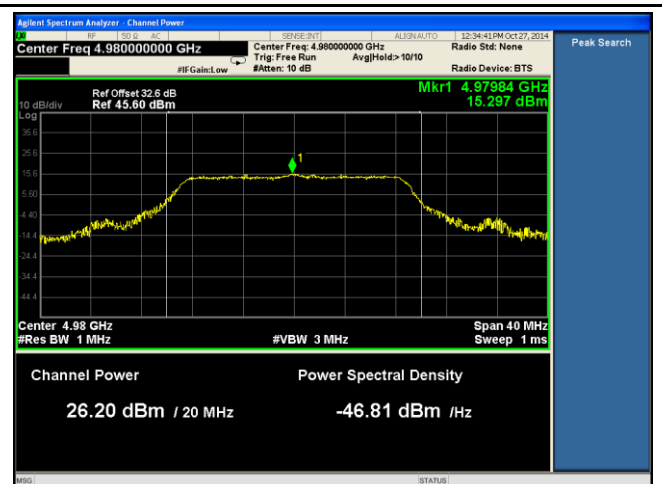 Agilent Spectrum Analyzer - Channel Power
RF 50 Ω AC SENSE:INT ALIGN AUTO 12:34:41 PM Oct 27, 2014
Center Freq 4.980000000 GHz Center Freq: 4.980000000 GHz Radio Std: None
Trig: Free Run Avg|Hold:> 10/10
#IFGain:Low #Atten: 10 dB Radio Device: BTS
Peak Search
Ref Offset 32.6 dB Mkr1 4.97984 GHz
10 dB/div Ref 45.60 dBm 15.297 dBm
Log
35.6
25.6
1
15.6
5.60
-4.40
-14.4
-24.4
-34.4
-44.4
Center 4.98 GHz Span 40 MHz
#Res BW 1 MHz #VBW 3 MHz Sweep 1 ms
Channel Power Power Spectral Density
26.20 dBm / 20 MHz -46.81 dBm /Hz
MSG STATUS